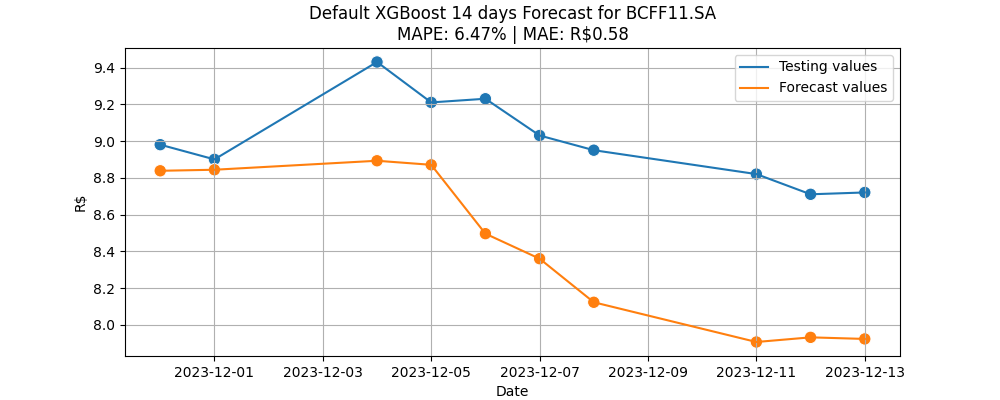 Default XGBoost 14 days Forecast for BCFF11.SA
MAPE: 6.47% | MAE: R$0.58
Testing values
Forecast values
9.4
9.2
9.0
8.8
8.6
8.4
8.2
8.0
R$
2023-12-01 2023-12-03 2023-12-05 2023-12-07 2023-12-09 2023-12-11 2023-12-13
Date